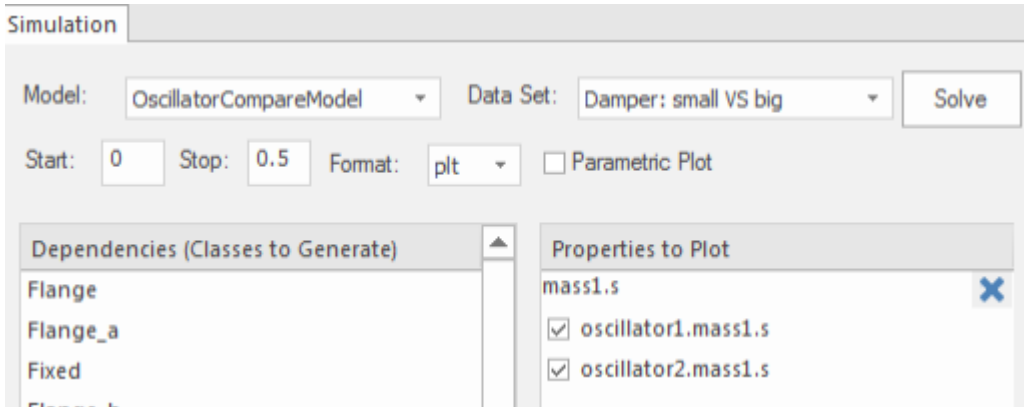 Simulation
Model: OscillatorCompareModel Data Set: Damper: small VS big Solve
Start: 0 Stop: 0.5 Format: plt Parametric Plot
Dependencies (Classes to Generate) Properties to Plot
Flange mass1.s
Flange_a oscillator1.mass1.s
Fixed oscillator2.mass1.s